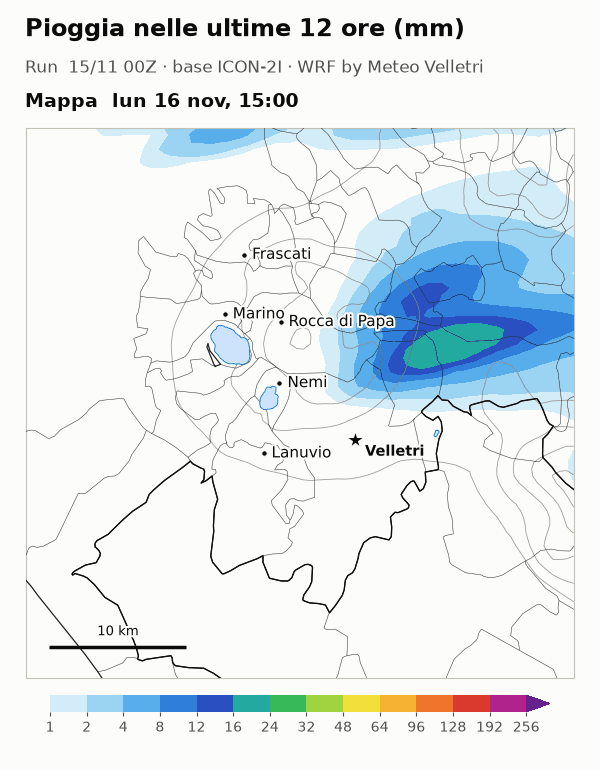 Pioggia nelle ultime 12 ore (mm)
Run 15/11 00Z · base ICON-2I · WRF by Meteo Velletri
Mappa lun 16 nov, 15:00
Frascati
Marino
Rocca di Papa
Nemi
Velletri
Lanuvio
10 km
1 2 4 8 12 16 24 32 48 64 96 128 192 256